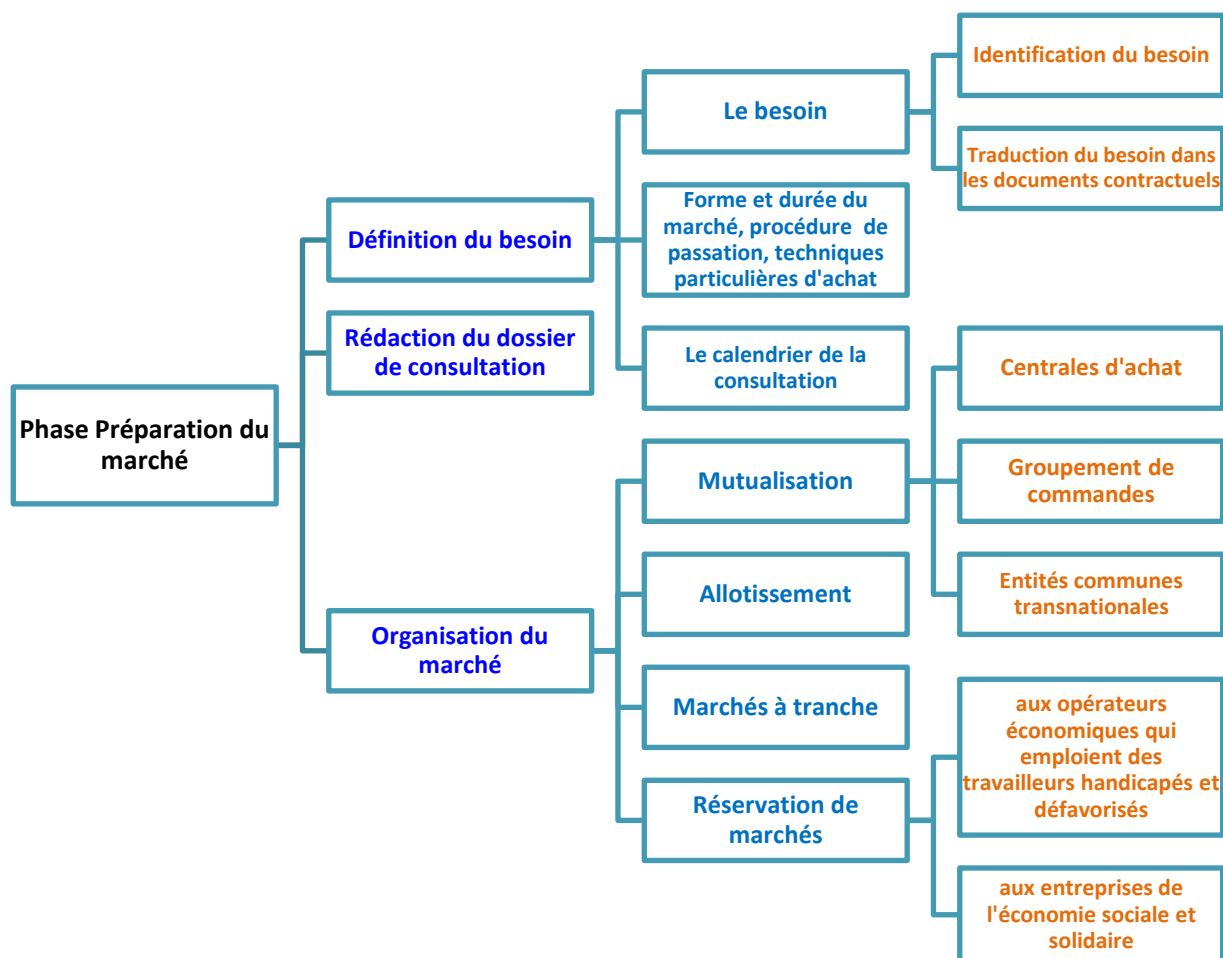 Phase Préparation du
marché
Définition du besoin
Le besoin
Identification du besoin
Traduction du besoin dans
les documents contractuels
Forme et durée du
marché, procédure de
passation, techniques
particulières d'achat
Le calendrier de la
consultation
Rédaction du dossier
de consultation
Organisation du
marché
Mutualisation
Centrales d'achat
Groupement de
commandes
Entités communes
transnationales
Allotissement
Marchés à tranche
Réservation de
marchés
aux opérateurs
économiques qui
emploient des
travailleurs handicapés et
défavorisés
aux entreprises de
l'économie sociale et
solidaire